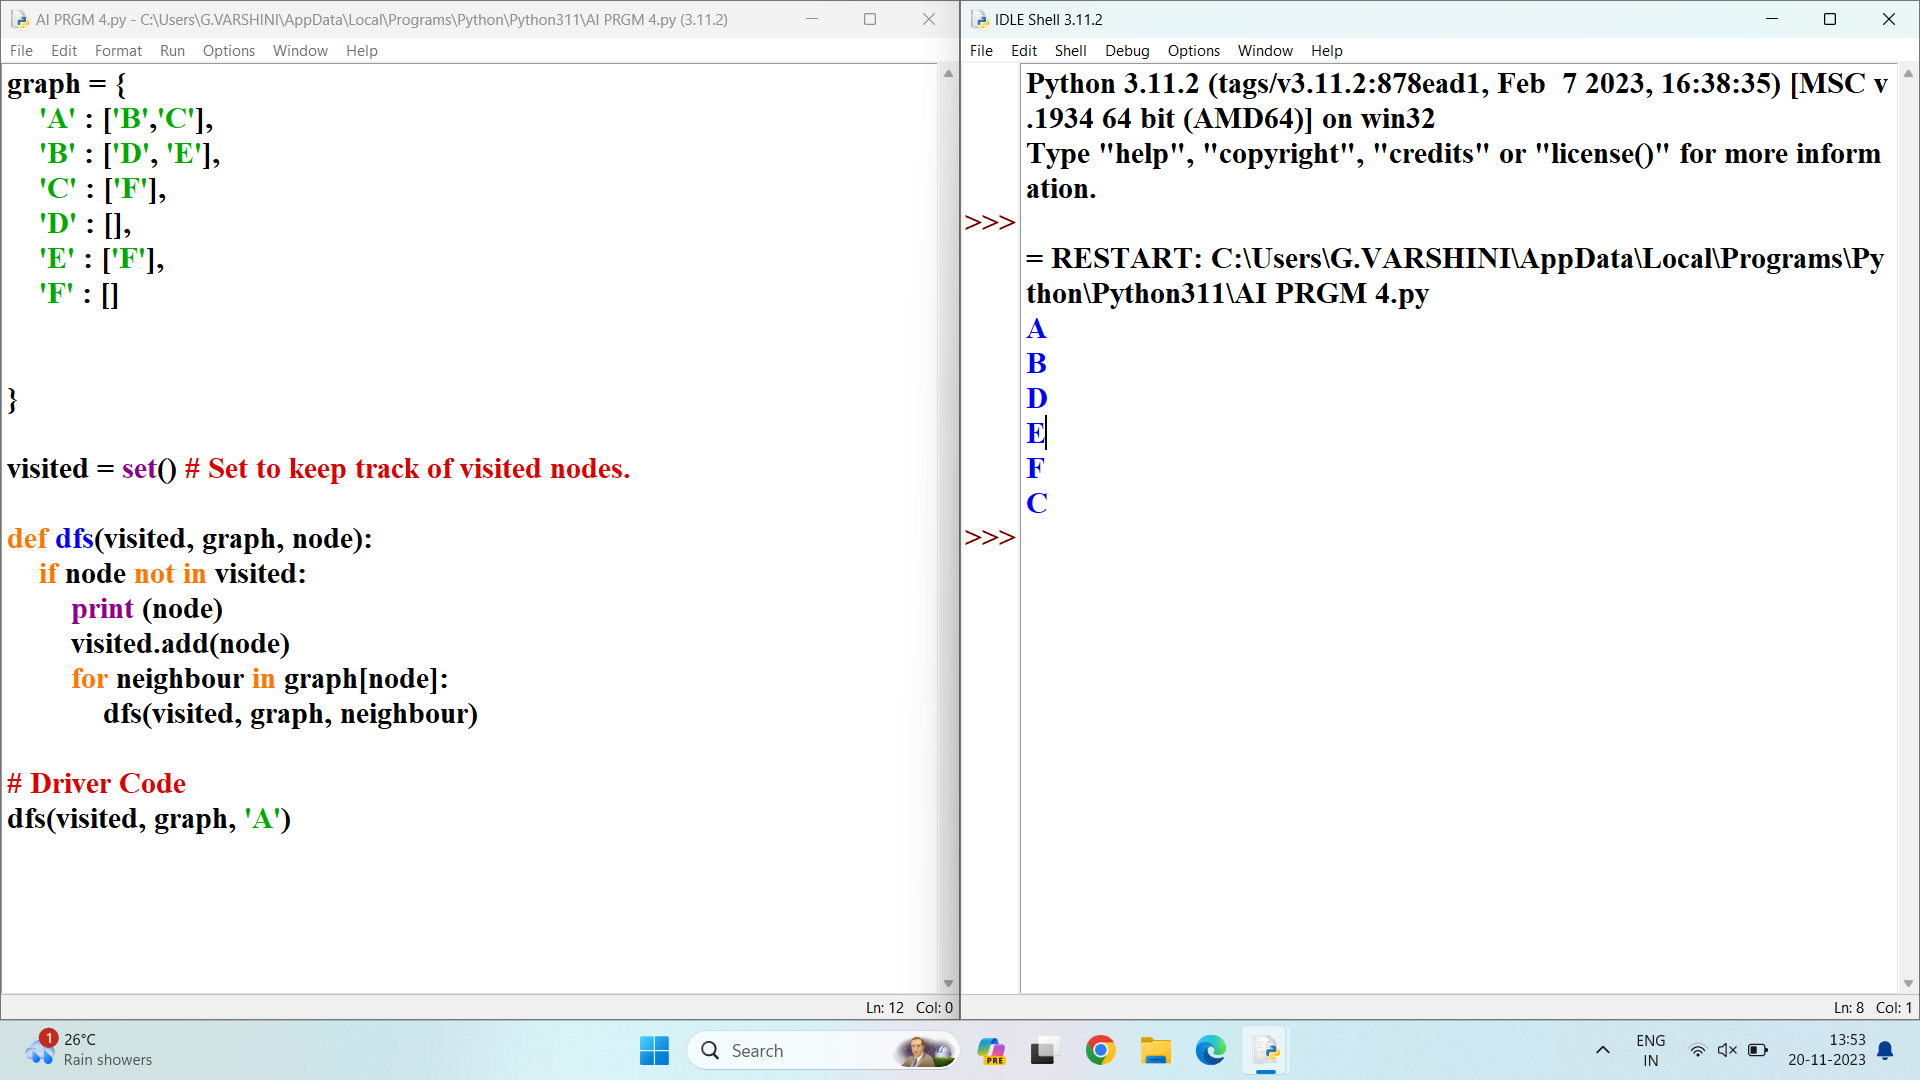 AI PRGM 4.py - C:\Users\G.VARSHINI\AppData\Local\Programs\Python\Python311\AI PRGM 4.py (3.11.2)
File Edit Format Run Options Window Help
graph = {
    'A' : ['B','C'],
    'B' : ['D', 'E'],
    'C' : ['F'],
    'D' : [],
    'E' : ['F'],
    'F' : []
}
visited = set() # Set to keep track of visited nodes.
def dfs(visited, graph, node):
    if node not in visited:
        print (node)
        visited.add(node)
        for neighbour in graph[node]:
            dfs(visited, graph, neighbour)
# Driver Code
dfs(visited, graph, 'A')
Ln: 12 Col: 0
IDLE Shell 3.11.2
File Edit Shell Debug Options Window Help
Python 3.11.2 (tags/v3.11.2:878ead1, Feb  7 2023, 16:38:35) [MSC v
.1934 64 bit (AMD64)] on win32
Type "help", "copyright", "credits" or "license()" for more inform
ation.
>>>
= RESTART: C:\Users\G.VARSHINI\AppData\Local\Programs\Py
thon\Python311\AI PRGM 4.py
A
B
D
E
F
C
>>>
Ln: 8 Col: 1
1
26°C
Rain showers
Search
PRE
ENG
IN
13:53
20-11-2023